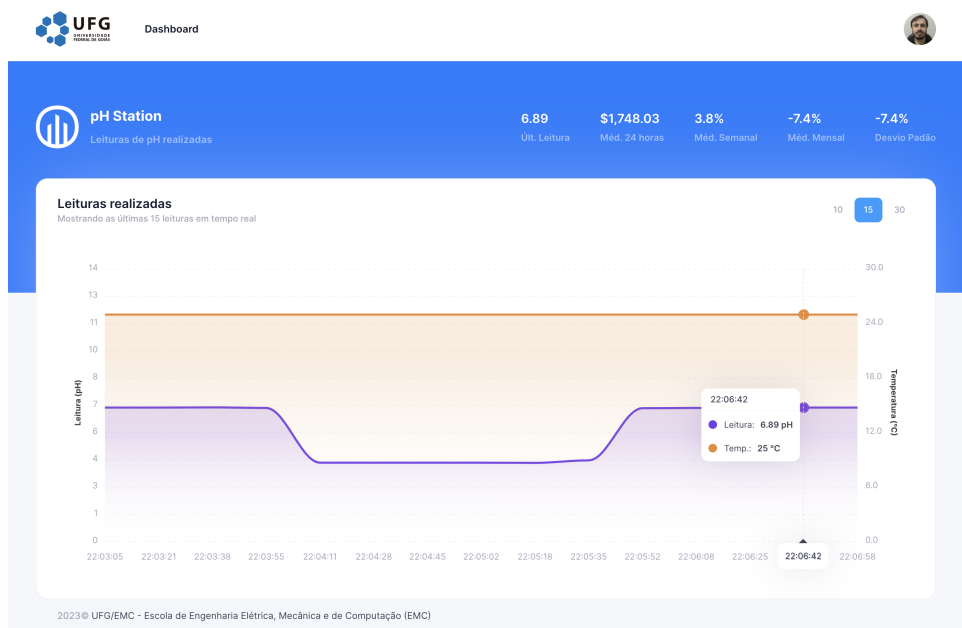 UFG
UNIVERSIDADE
FEDERAL DE GOIÁS
Dashboard
pH Station
Leituras de pH realizadas
6.89
Últ. Leitura
$1,748.03
Méd. 24 horas
3.8%
Méd. Semanal
-7.4%
Méd. Mensal
-7.4%
Desvio Padão
Leituras realizadas
Mostrando as últimas 15 leituras em tempo real
10 15 30
14
13
11
10
8
7
6
4
3
1
0
Leitura (pH)
30.0
24.0
18.0
12.0
6.0
0.0
Temperatura (°C)
22:06:42
Leitura: 6.89 pH
Temp.: 25 °C
22:03:05 22:03:21 22:03:38 22:03:55 22:04:11 22:04:28 22:04:45 22:05:02 22:05:18 22:05:35 22:05:52 22:06:08 22:06:25 22:06:42 22:06:58
2023© UFG/EMC - Escola de Engenharia Elétrica, Mecânica e de Computação (EMC)